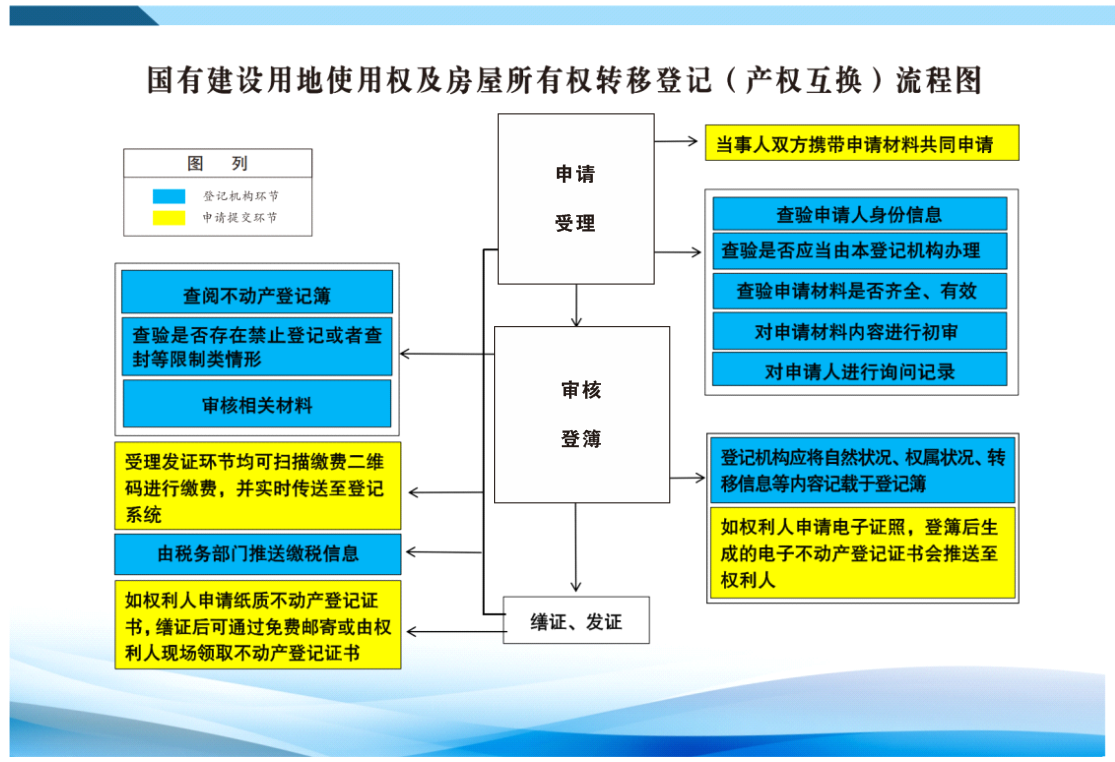 国有建设用地使用权及房屋所有权转移登记（产权互换）流程图
图 列
登记机构环节
申请提交环节
申请
受理
当事人双方携带申请材料共同申请
查验申请人身份信息
查验是否应当由本登记机构办理
查验申请材料是否齐全、有效
对申请材料内容进行初审
对申请人进行询问记录
查阅不动产登记簿
查验是否存在禁止登记或者查
封等限制类情形
审核相关材料
审核
登簿
受理发证环节均可扫描缴费二维
码进行缴费，并实时传送至登记
系统
由税务部门推送缴税信息
如权利人申请纸质不动产登记证
书，缮证后可通过免费邮寄或由权
利人现场领取不动产登记证书
登记机构应将自然状况、权属状况、转
移信息等内容记载于登记簿
如权利人申请电子证照，登簿后生
成的电子不动产登记证书会推送至
权利人
缮证、发证